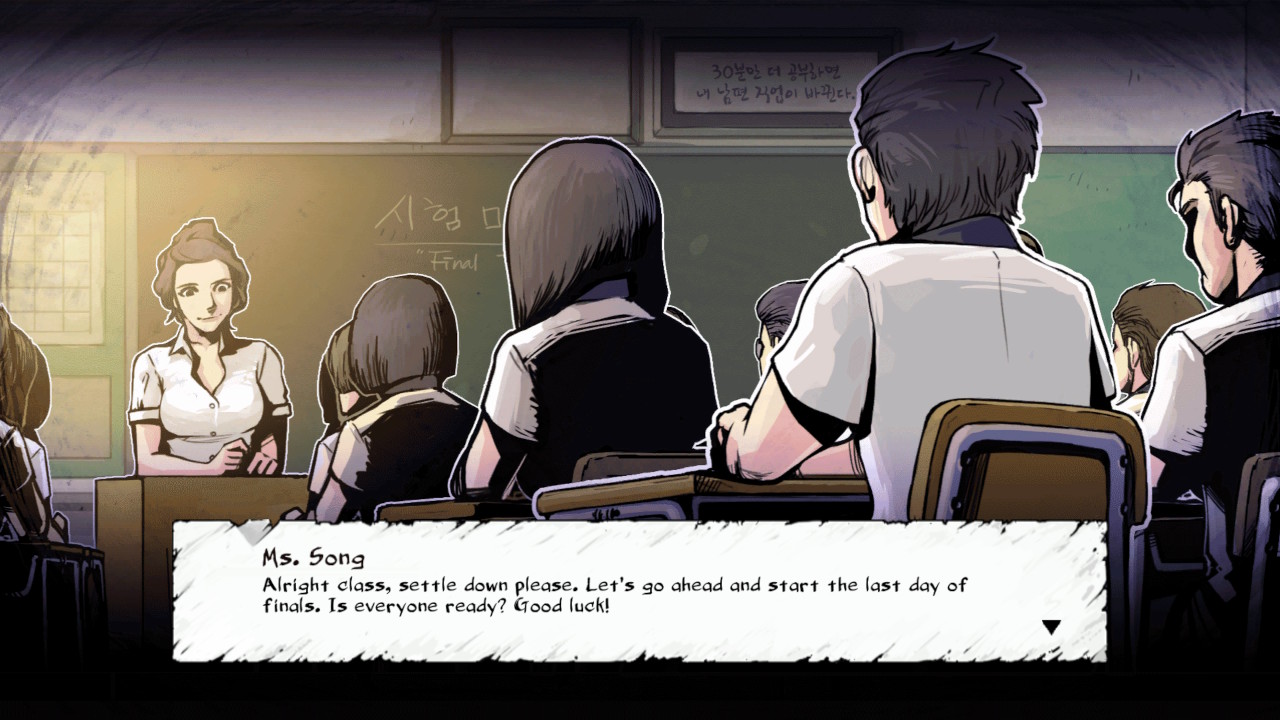 30분만 더 공부하면
내 남편 직업이 바뀐다.
시험
"Final
Ms. Song
Alright class, settle down please. Let's go ahead and start the last day of
finals. Is everyone ready? Good luck!